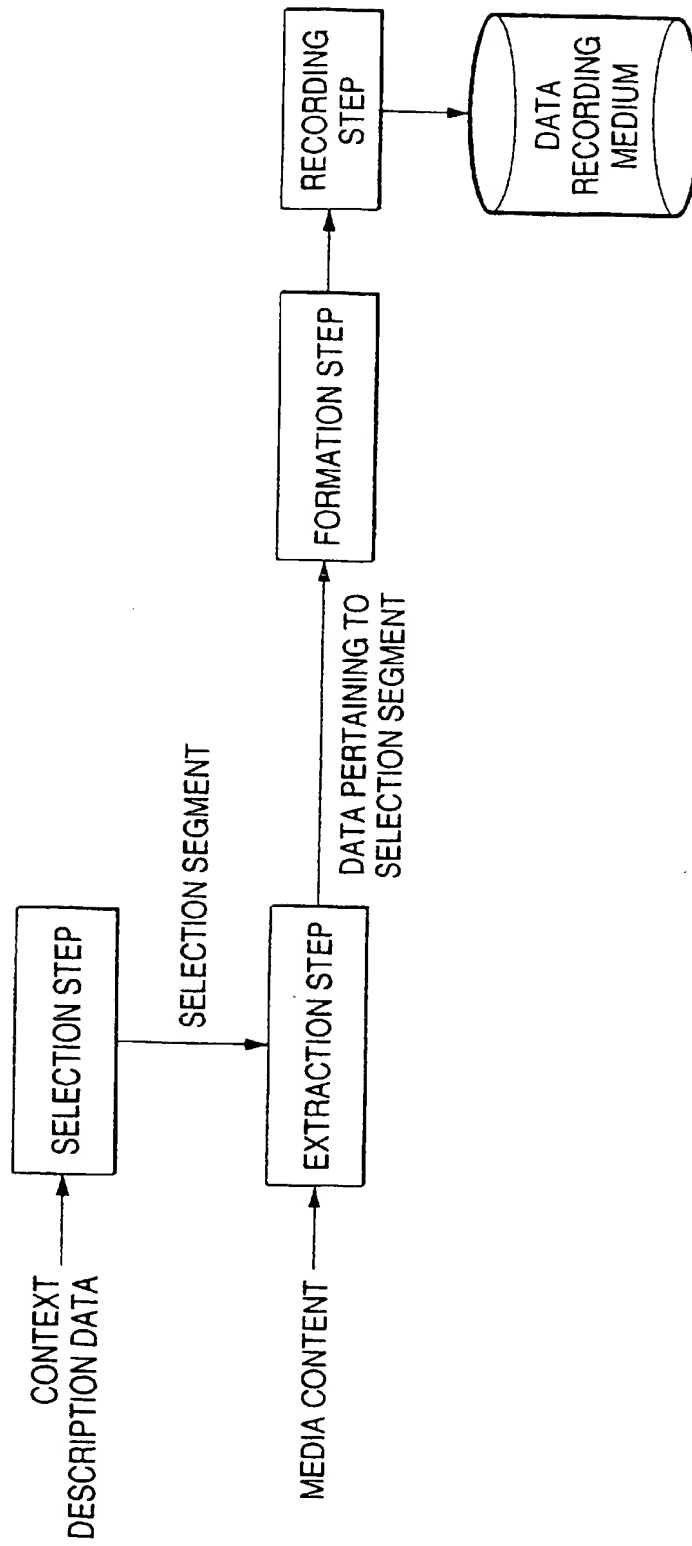 CONTEXT
DESCRIPTION DATA
SELECTION STEP
SELECTION SEGMENT
MEDIA CONTENT
EXTRACTION STEP
DATA PERTAINING TO
SELECTION SEGMENT
FORMATION STEP
RECORDING
STEP
DATA
RECORDING
MEDIUM